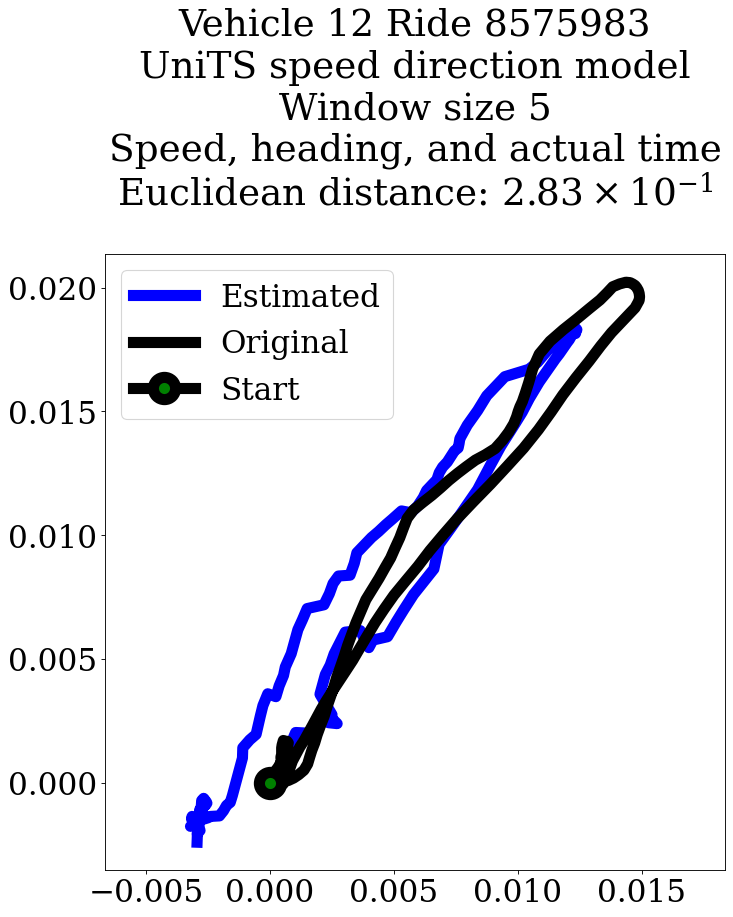 Vehicle 12 Ride 8575983
UniTS speed direction model
Window size 5
Speed, heading, and actual time
Euclidean distance: 2.83 × 10⁻¹
Estimated
Original
Start
0.020
0.015
0.010
0.005
0.000
−0.005 0.000 0.005 0.010 0.015